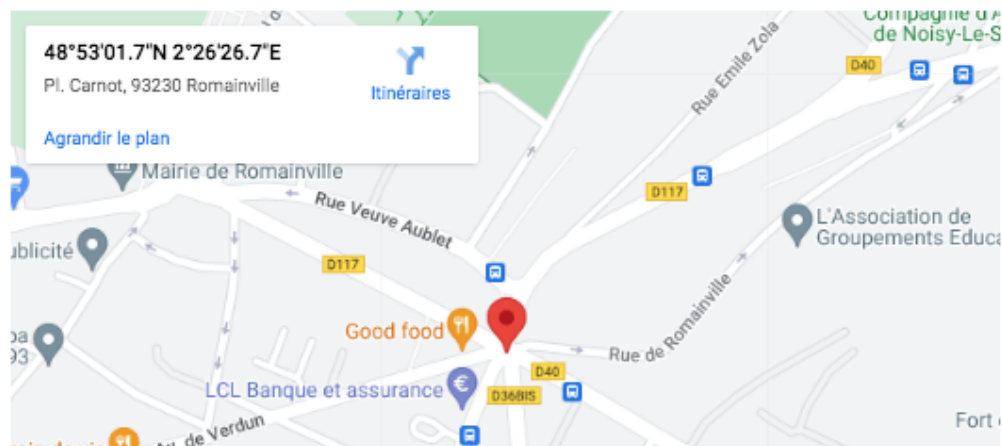 48°53'01.7"N 2°26'26.7"E
Pl. Carnot, 93230 Romainville
Itinéraires
Agrandir le plan
Compagnie d'A
de Noisy-Le-S
D40
Rue Emile Zola
Mairie de Romainville
D117
Rue Veuve Aublet
L'Association de
Groupements Educa
ublicité
D117
Good food
Rue de Romainville
93
D40
LCL Banque et assurance
D36BIS
Av. de Verdun
Fort